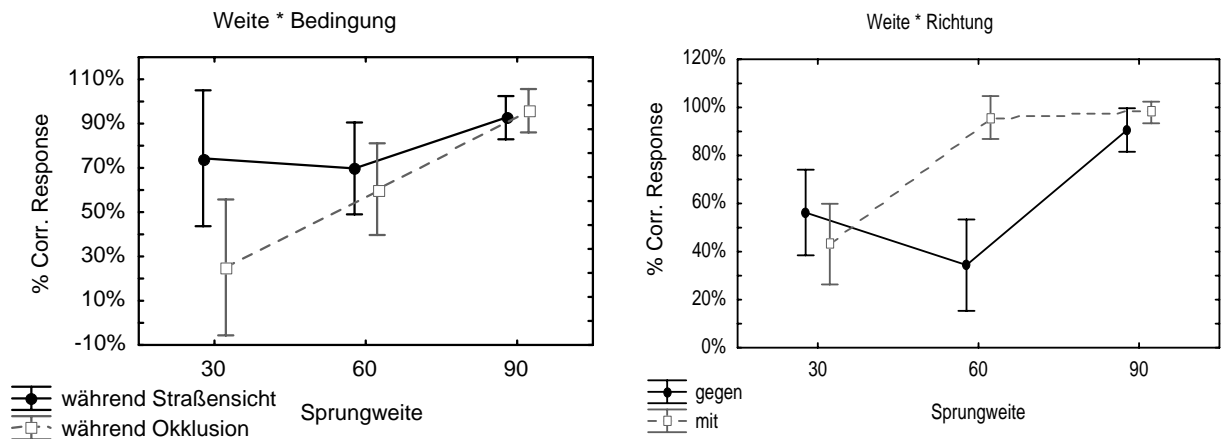 Weite * Bedingung
% Corr. Response
110%
90%
70%
50%
30%
10%
-10%
30 60 90
Sprungweite
während Straßensicht
während Okklusion
Weite * Richtung
% Corr. Response
120%
100%
80%
60%
40%
20%
0%
30 60 90
Sprungweite
gegen
mit